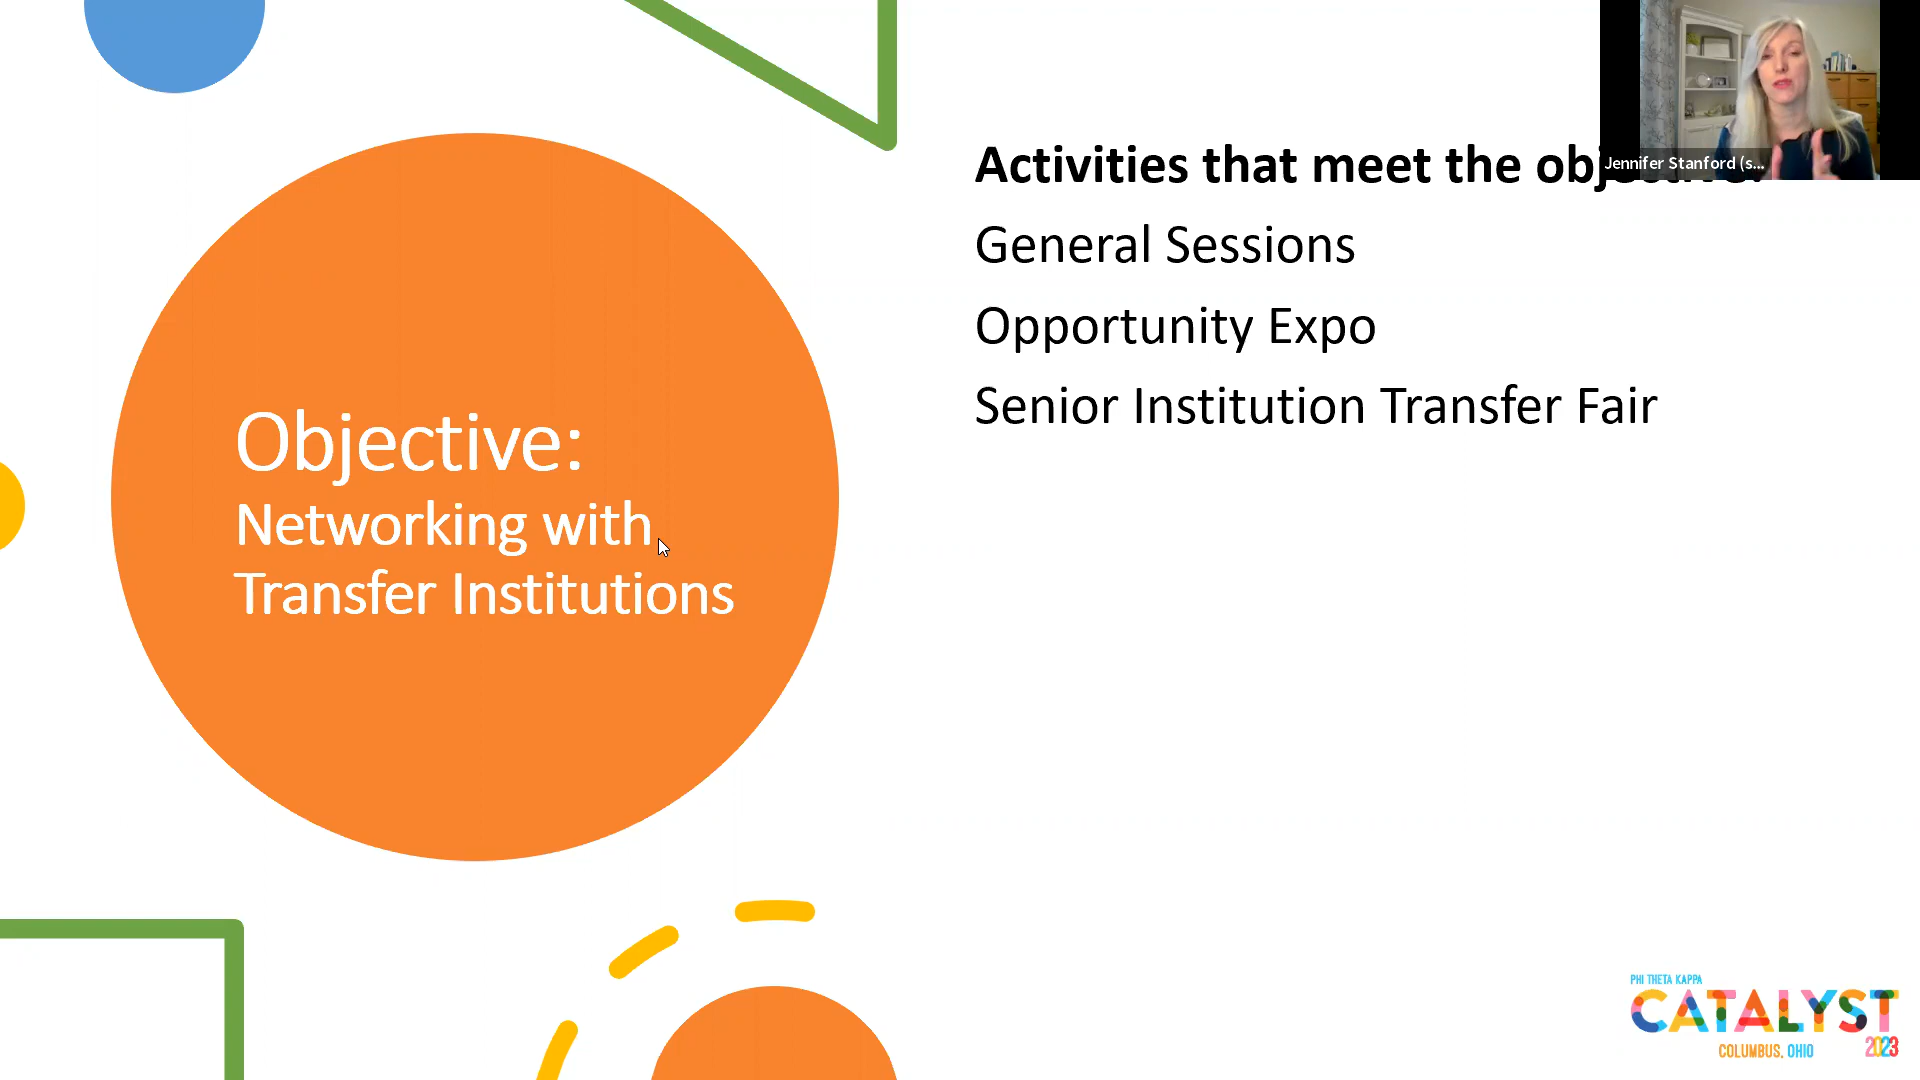 Objective:
Networking with
Transfer Institutions
Activities that meet the
General Sessions
Opportunity Expo
Senior Institution Transfer Fair
Jennifer Stanford (s...
PHI THETA KAPPA
CATALYST
COLUMBUS, OHIO
2023